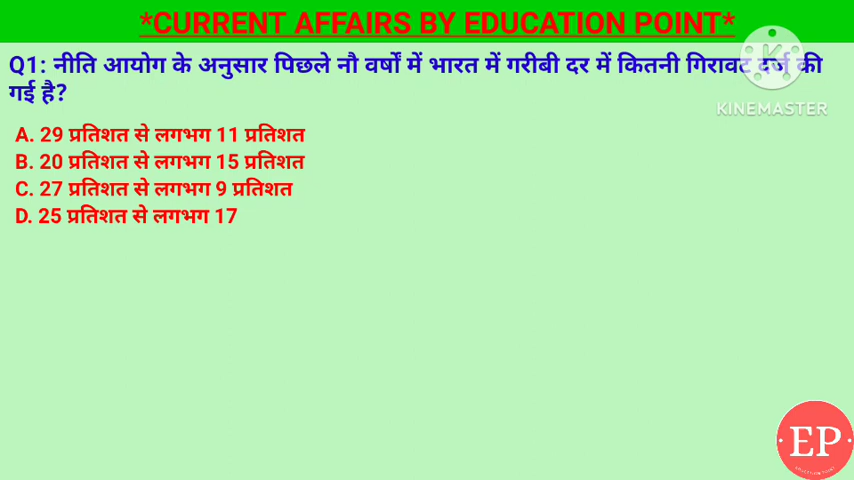 *CURRENT AFFAIRS BY EDUCATION POINT*
Q1: नीति आयोग के अनुसार पिछले नौ वर्षों में भारत में गरीबी दर में कितनी गिरावट दर्ज की
गई है?
KINEMASTER
A. 29 प्रतिशत से लगभग 11 प्रतिशत
B. 20 प्रतिशत से लगभग 15 प्रतिशत
C. 27 प्रतिशत से लगभग 9 प्रतिशत
D. 25 प्रतिशत से लगभग 17
EP